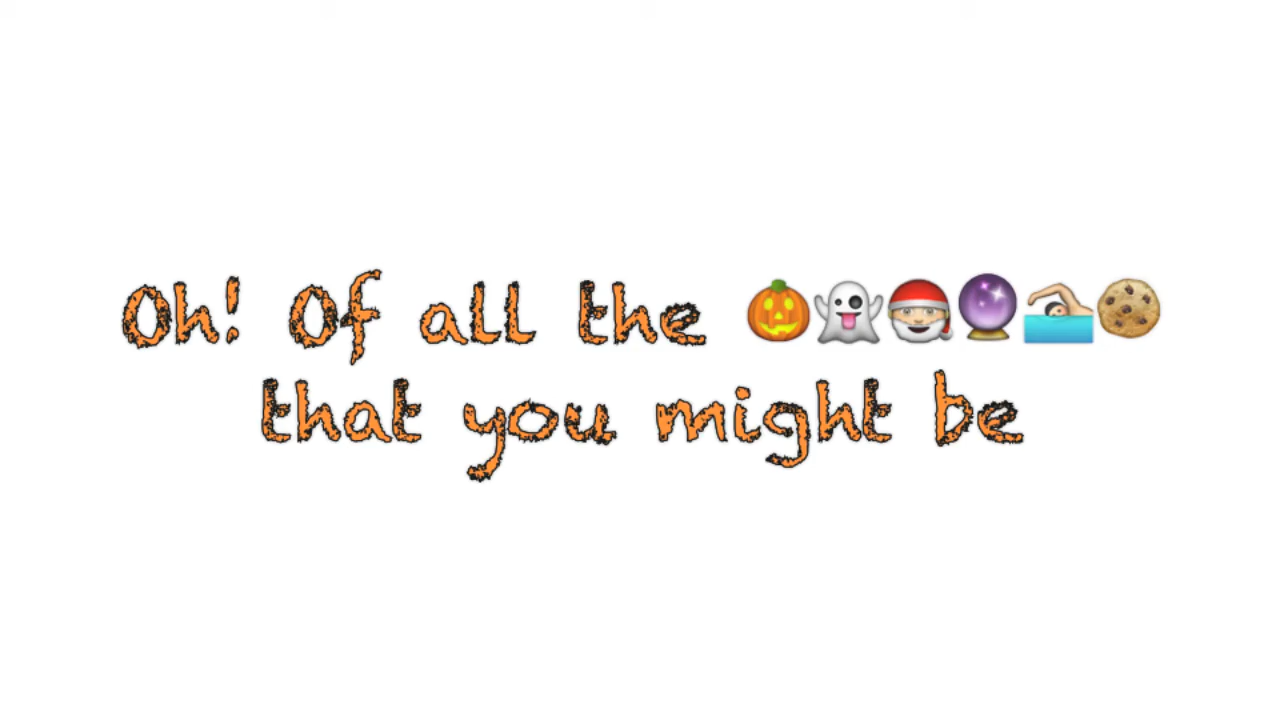 Oh! Of all the 🎃👻🎅🏼🔮🏊🏼🍪
that you might be